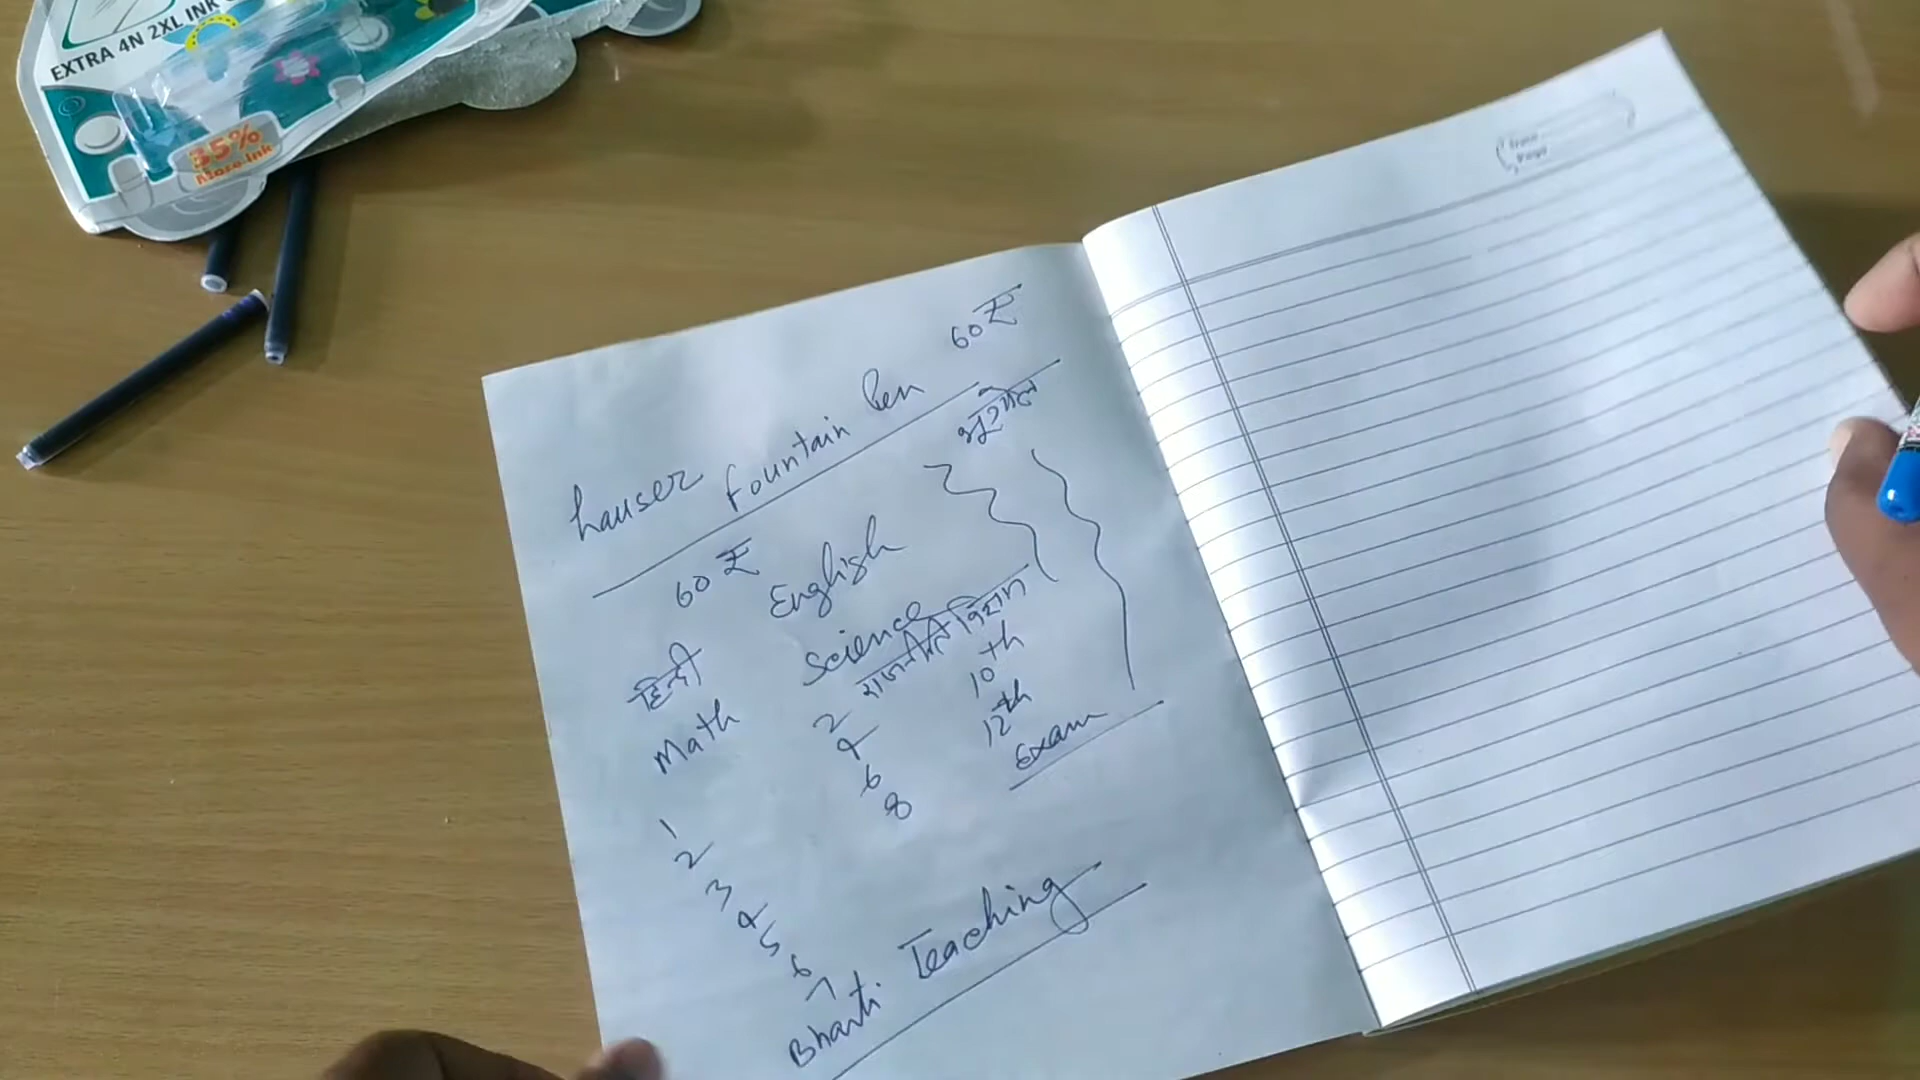 EXTRA 4N 2XL INK
35%
More Ink
hauser fountain Pen 60₹
60₹ English भूगोल
हिन्दी Science
Math राजनीति विज्ञान
2 10th
4 12th
6 Exam
8
1
2
3
4
5
6
7
Bharti Teaching